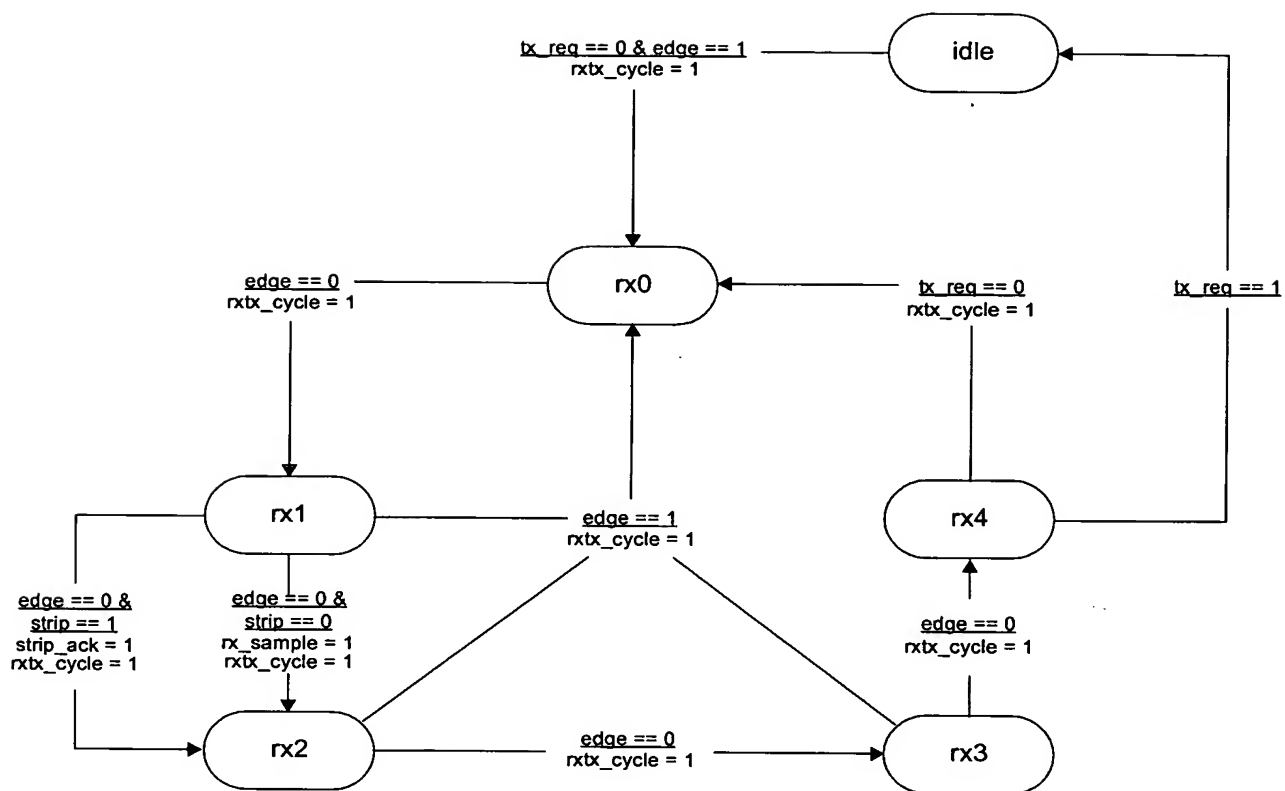 tx_req == 0 & edge == 1
rxtx_cycle = 1
idle
rx0
edge == 0
rxtx_cycle = 1
tx_req == 0
rxtx_cycle = 1
tx_req == 1
rx1
edge == 1
rxtx_cycle = 1
rx4
edge == 0 &
strip == 1
strip_ack = 1
rxtx_cycle = 1
edge == 0 &
strip == 0
rx_sample = 1
rxtx_cycle = 1
edge == 0
rxtx_cycle = 1
rx2
edge == 0
rxtx_cycle = 1
rx3